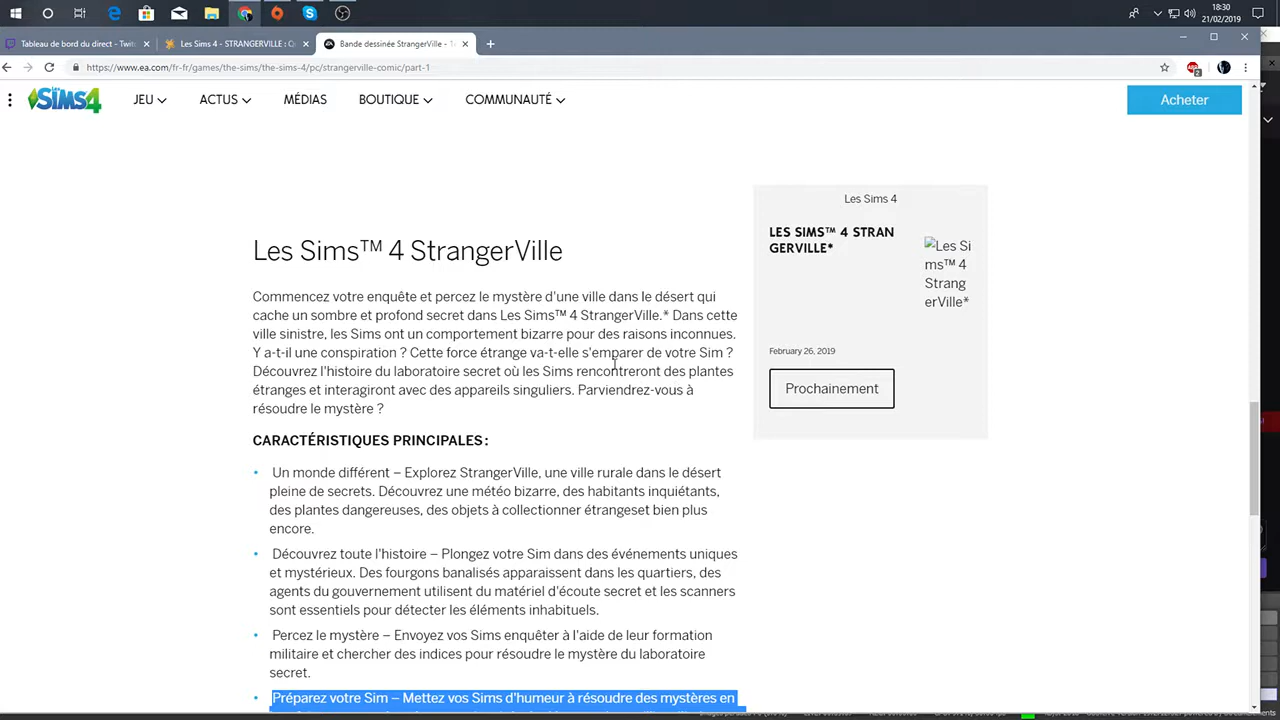 18:30
21/02/2019
Tableau de bord du direct - Twit
Les Sims 4 - STRANGERVILLE : Q
Bande dessinée StrangerVille - 1
https://www.ea.com/fr-fr/games/the-sims/the-sims-4/pc/strangerville-comic/part-1
LES SIMS 4
JEU
ACTUS
MÉDIAS
BOUTIQUE
COMMUNAUTÉ
Acheter
Les Sims™ 4 StrangerVille
Commencez votre enquête et percez le mystère d'une ville dans le désert qui
cache un sombre et profond secret dans Les Sims™ 4 StrangerVille.* Dans cette
ville sinistre, les Sims ont un comportement bizarre pour des raisons inconnues.
Y a-t-il une conspiration ? Cette force étrange va-t-elle s'emparer de votre Sim ?
Découvrez l'histoire du laboratoire secret où les Sims rencontreront des plantes
étranges et interagiront avec des appareils singuliers. Parviendrez-vous à
résoudre le mystère ?
CARACTÉRISTIQUES PRINCIPALES :
• Un monde différent – Explorez StrangerVille, une ville rurale dans le désert
pleine de secrets. Découvrez une météo bizarre, des habitants inquiétants,
des plantes dangereuses, des objets à collectionner étrangeset bien plus
encore.
• Découvrez toute l'histoire – Plongez votre Sim dans des événements uniques
et mystérieux. Des fourgons banalisés apparaissent dans les quartiers, des
agents du gouvernement utilisent du matériel d'écoute secret et les scanners
sont essentiels pour détecter les éléments inhabituels.
• Percez le mystère – Envoyez vos Sims enquêter à l'aide de leur formation
militaire et chercher des indices pour résoudre le mystère du laboratoire
secret.
• Préparez votre Sim – Mettez vos Sims d'humeur à résoudre des mystères en
Les Sims 4
LES SIMS™ 4 STRAN
GERVILLE*
Les Si
ms™ 4
Strang
erVille*
February 26, 2019
Prochainement